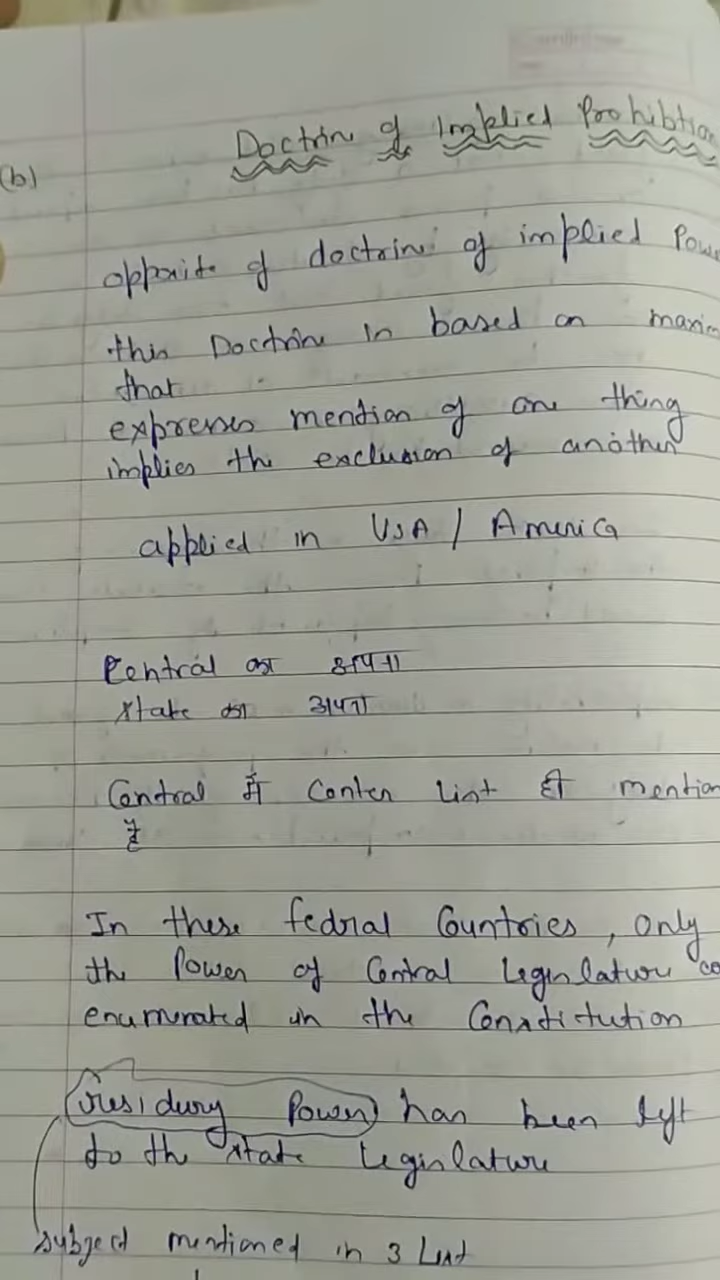 (b) Doctrin of Implied Prohibtion
opposite of doctrine of implied Pow
this Doctrine is based on maxim
that
expresses mention of one thing
implies the exclusion of another
applied in USA / America
Central का अपना
State का अपना
Central में Center List ही mention
है
In these fedral Countries, only
the Power of Central Legislature
enumerated in the Constitution
(residury Power) has been left
to the state Legislature
subject mentioned in 3 List